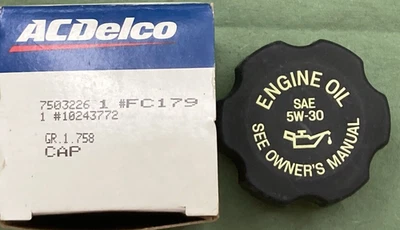 ACDelco
7503226 1 #FC179
1 #10243772
GR.1.758
CAP
ENGINE OIL
SAE
5W-30
SEE OWNER'S MANUAL